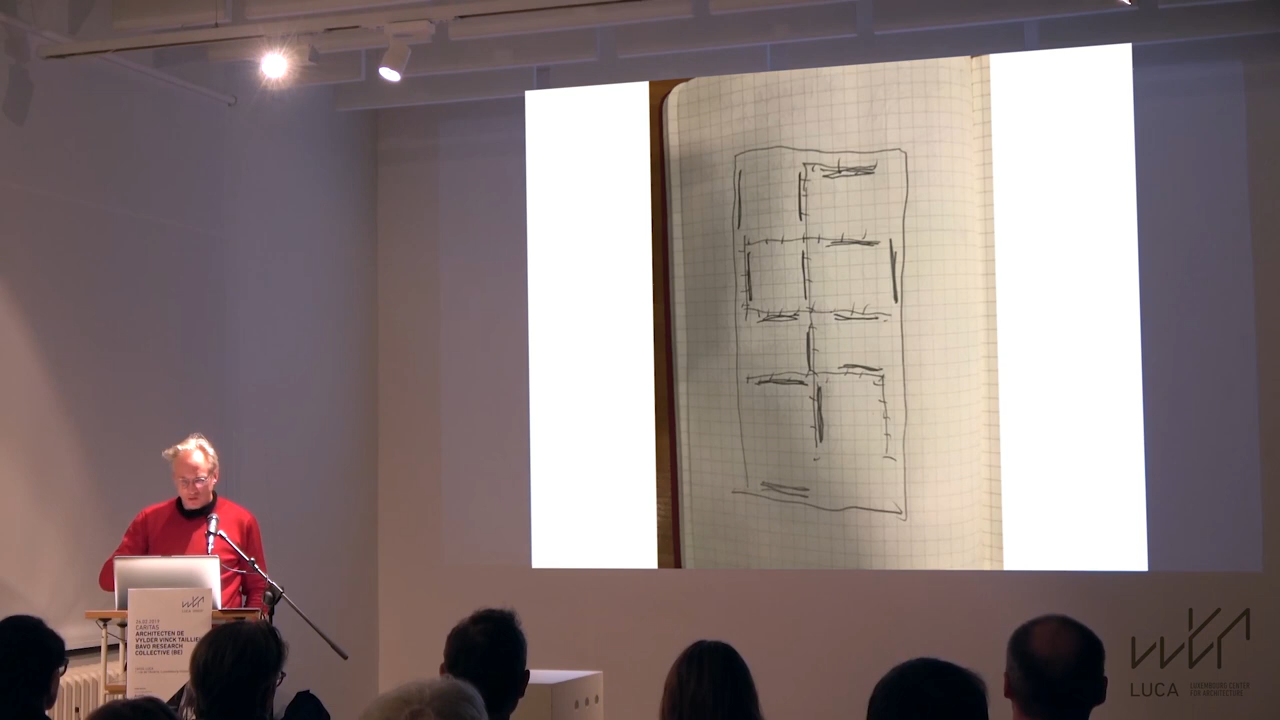 CARITAS
ARCHITECTEN DE
VYLDER VINCK TAILLIEU
BAVO RESEARCH
COLLECTIVE (BE)
LUCA LUXEMBOURG CENTER
FOR ARCHITECTURE